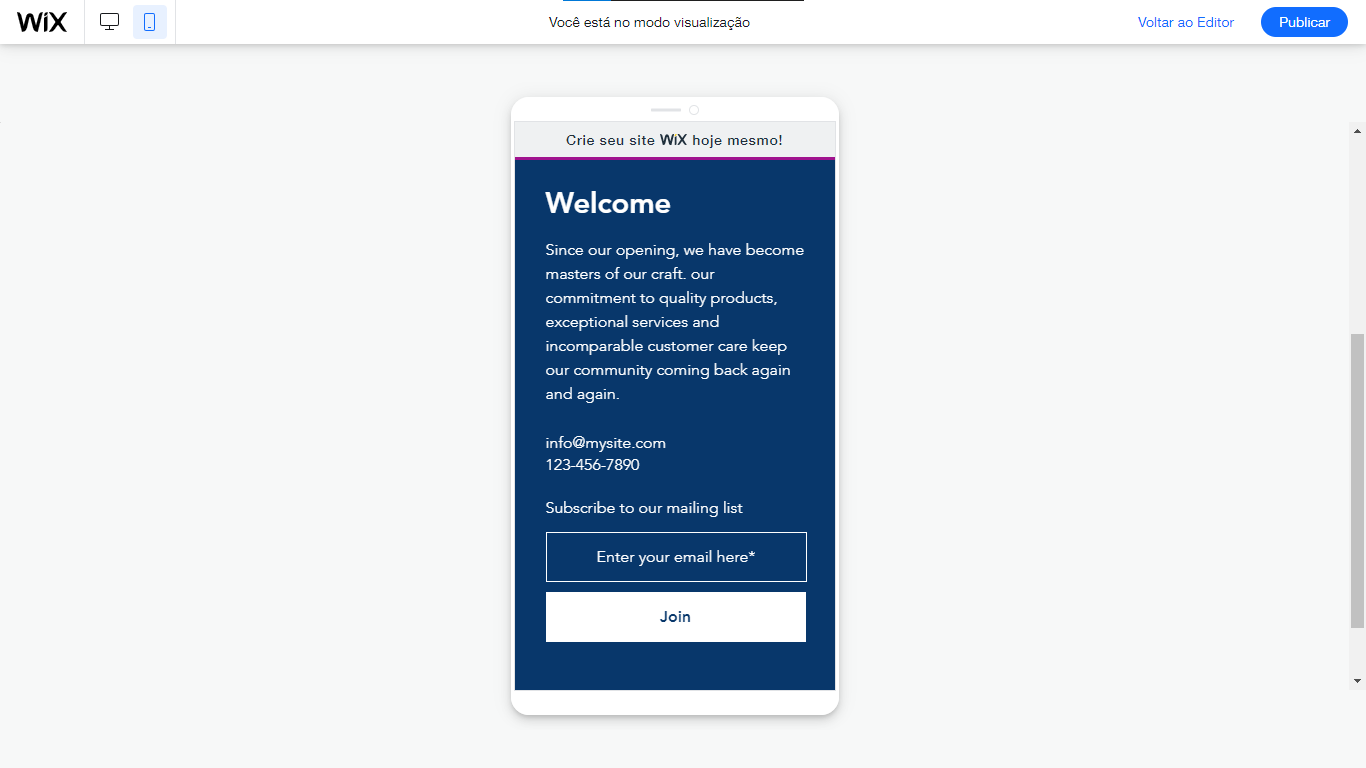 WiX
Você está no modo visualização
Voltar ao Editor
Publicar
Crie seu site WiX hoje mesmo!
Welcome
Since our opening, we have become
masters of our craft. our
commitment to quality products,
exceptional services and
incomparable customer care keep
our community coming back again
and again.
info@mysite.com
123-456-7890
Subscribe to our mailing list
Enter your email here*
Join